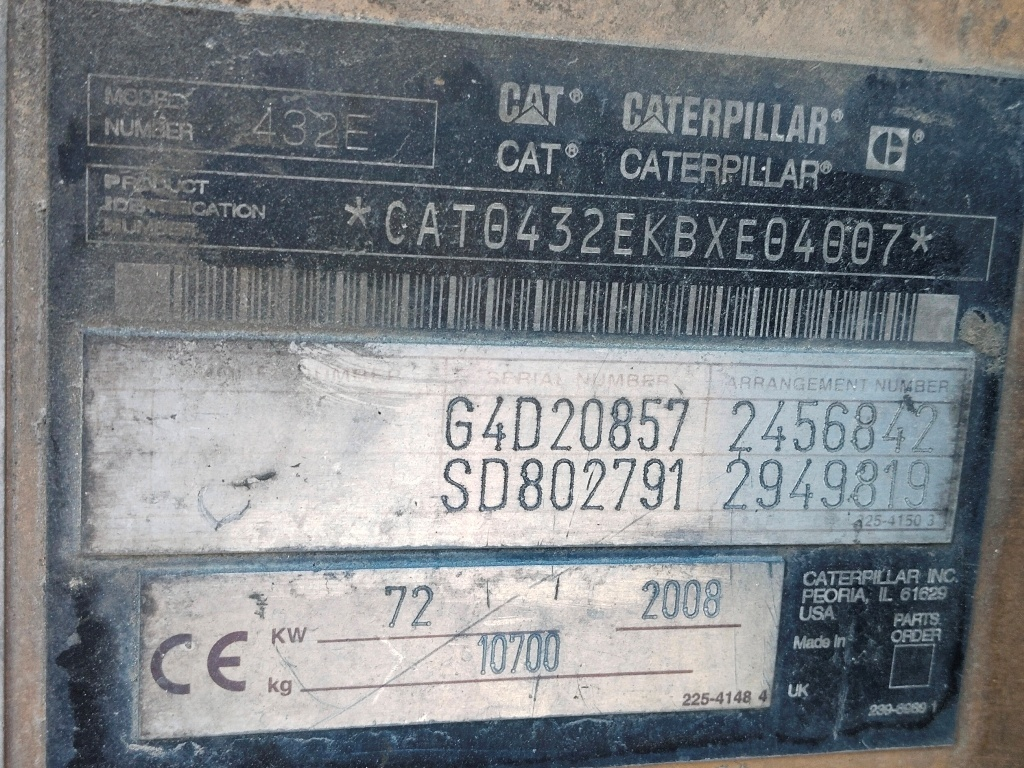 MODEL
NUMBER 432E
CAT® CATERPILLAR®
CAT® CATERPILLAR®
PRODUCT
IDENTIFICATION
NUMBER
*CAT0432EKBXE04007*
NUMBER SERIAL NUMBER ARRANGEMENT NUMBER
G4D20857 2456842
SD802791 2949819
225-4150 3
CE
KW 72 2008
kg 10700
225-4148 4
CATERPILLAR INC.
PEORIA, IL 61629
USA
Made In
UK
PARTS
ORDER